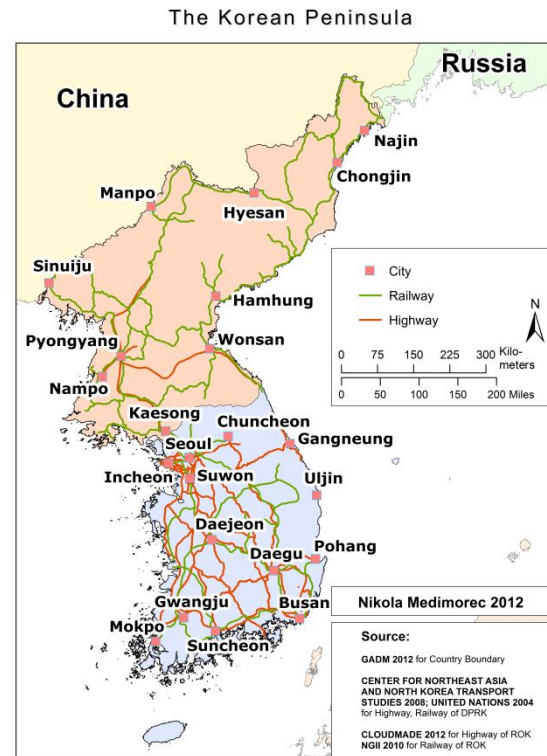 The Korean Peninsula
China
Russia
Najin
Chongjin
Manpo
Hyesan
Sinuiju
City
Railway
Highway
N
Hamhung
Pyongyang
Wonsan
0 75 150 225 300 Kilo-
meters
Nampo
0 50 100 150 200 Miles
Kaesong
Chuncheon
Seoul
Gangneung
Incheon
Suwon
Uljin
Daejeon
Daegu
Pohang
Gwangju
Busan
Nikola Medimorec 2012
Mokpo
Suncheon
Source:
GADM 2012 for Country Boundary
CENTER FOR NORTHEAST ASIA
AND NORTH KOREA TRANSPORT
STUDIES 2008; UNITED NATIONS 2004
for Highway, Railway of DPRK
CLOUDMADE 2012 for Highway of ROK
NGII 2010 for Railway of ROK